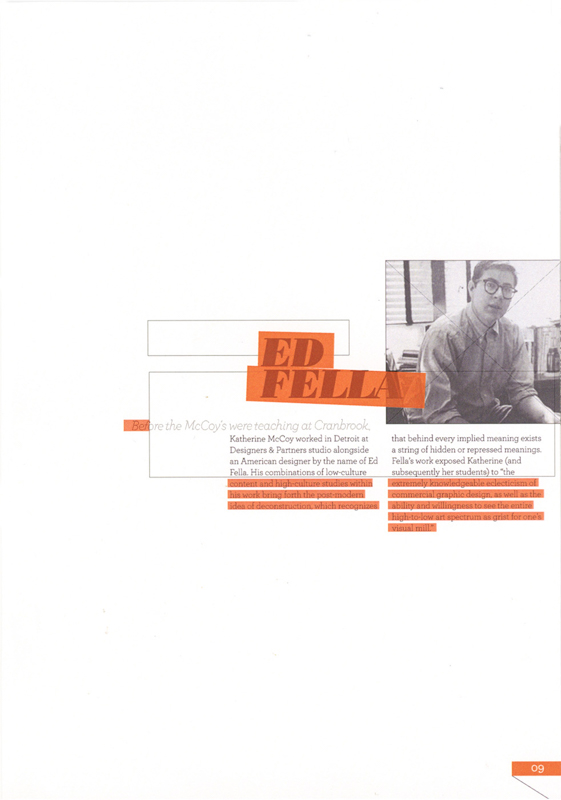 ED
FELLA
Before the McCoy's were teaching at Cranbrook,
Katherine McCoy worked in Detroit at
Designers & Partners studio alongside
an American designer by the name of Ed
Fella. His combinations of low-culture
context and high-culture studies within
his work bring forth the post-modern
idea of deconstruction, which recognizes
that behind every implied meaning exists
a string of hidden or repressed meanings.
Fella's work exposed Katherine (and
subsequently her students) to "the
extremely knowledgeable eclecticism of
commercial graphic design, as well as the
ability and willingness to see the entire
high-to-low art spectrum as grist for one's
visual mill."
09